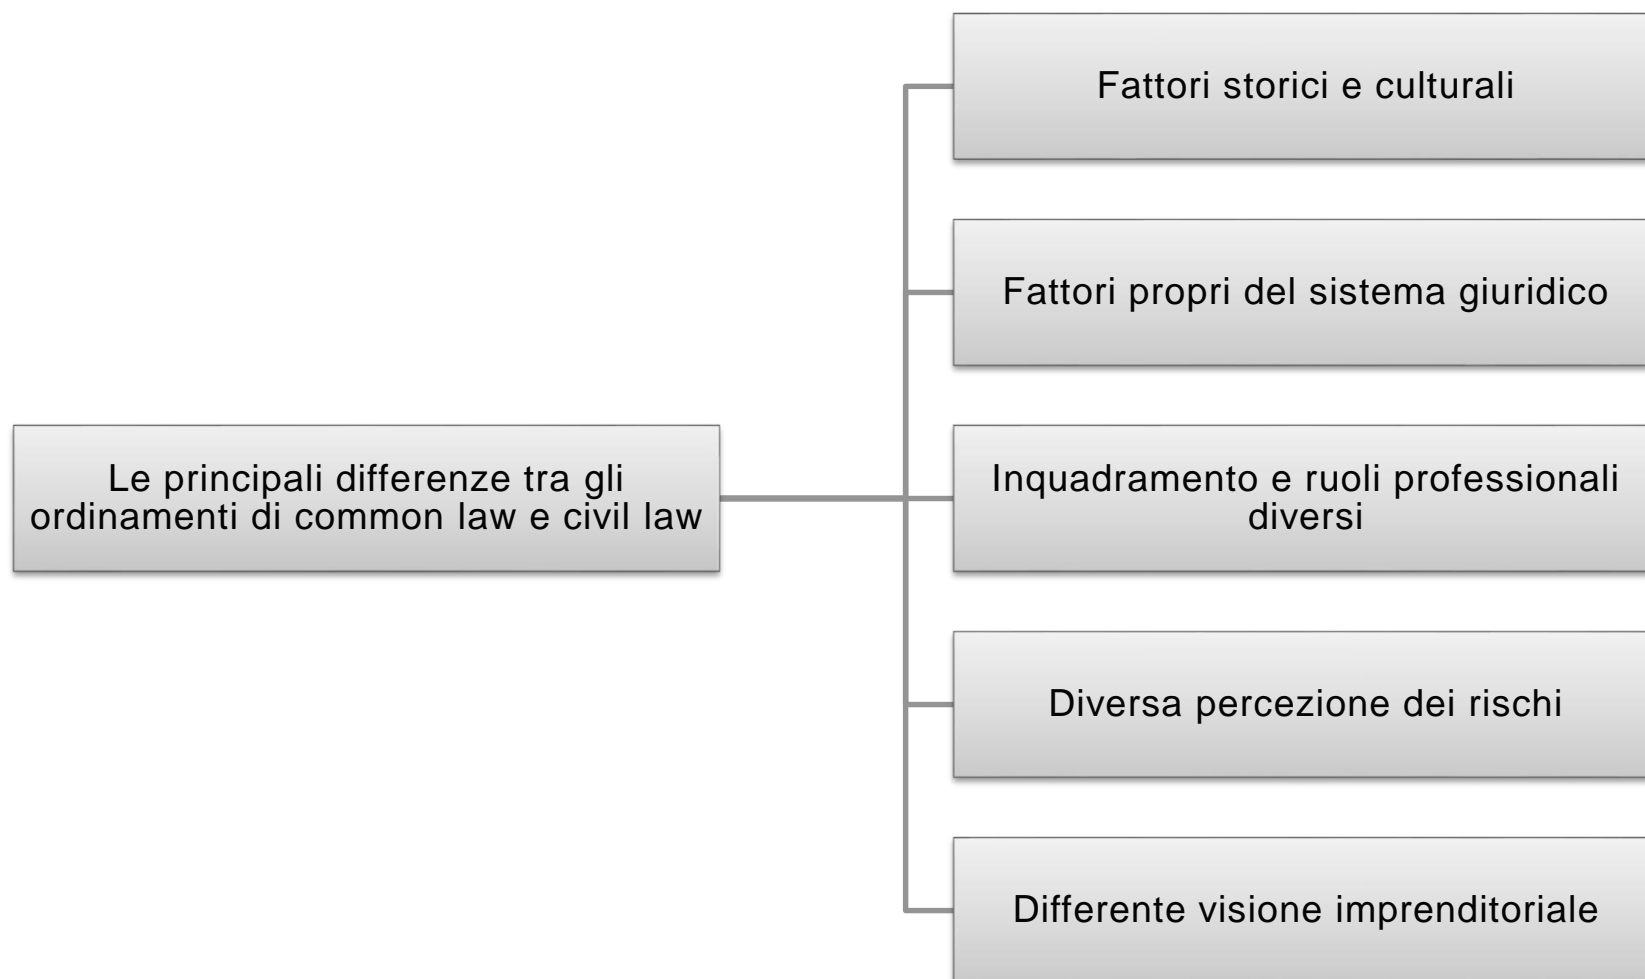 Fattori storici e culturali
Fattori propri del sistema giuridico
Le principali differenze tra gli
ordinamenti di common law e civil law
Inquadramento e ruoli professionali
diversi
Diversa percezione dei rischi
Differente visione imprenditoriale